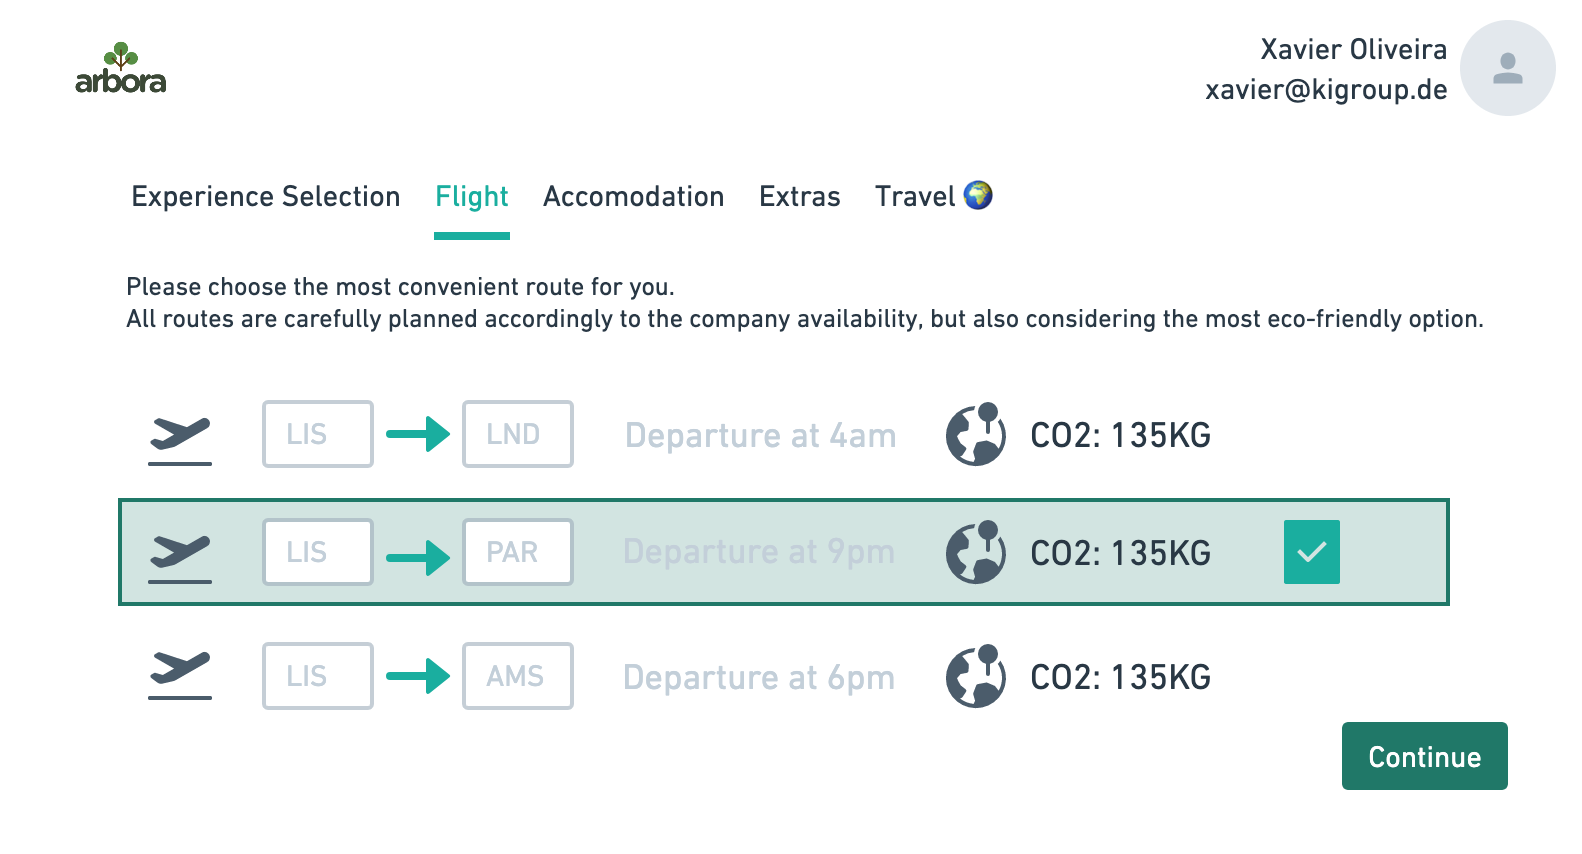 arbora
Xavier Oliveira
xavier@kigroup.de
Experience Selection Flight Accomodation Extras Travel 🌍
Please choose the most convenient route for you.
All routes are carefully planned accordingly to the company availability, but also considering the most eco-friendly option.
LIS LND Departure at 4am CO2: 135KG
LIS PAR Departure at 9pm CO2: 135KG
LIS AMS Departure at 6pm CO2: 135KG
Continue